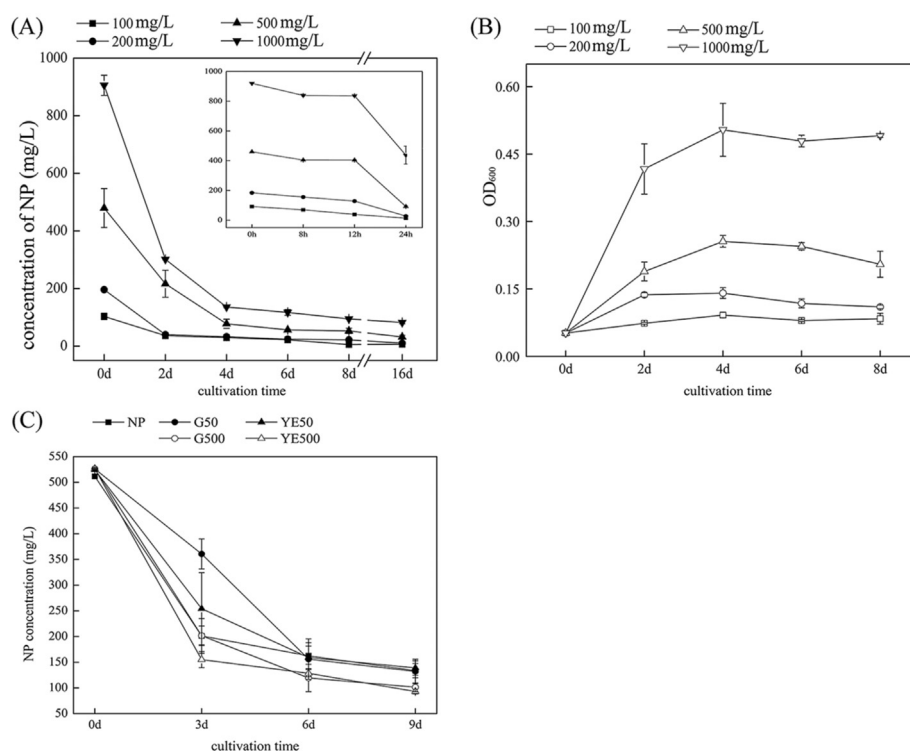 (A)
100 mg/L 500 mg/L
200 mg/L 1000 mg/L
concentration of NP (mg/L)
1000
800
600
400
200
0
0d 2d 4d 6d 8d 16d
cultivation time
1000
800
600
400
200
0
0h 8h 12h 24h
(B)
100 mg/L 500 mg/L
200 mg/L 1000 mg/L
OD600
0.60
0.45
0.30
0.15
0.00
0d 2d 4d 6d 8d
cultivation time
(C)
NP G50 YE50
G500 YE500
NP concentration (mg/L)
550
500
450
400
350
300
250
200
150
100
50
0d 3d 6d 9d
cultivation time